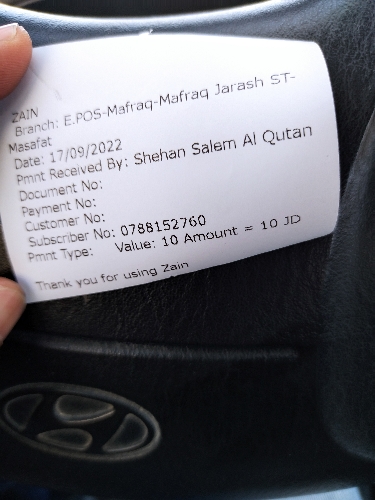 ZAIN
Branch: E.POS-Mafraq-Mafraq Jarash ST-
Masafat
Date: 17/09/2022
Pmnt Received By: Shehan Salem Al Qutan
Document No:
Payment No:
Customer No:
Subscriber No: 0788152760
Pmnt Type: Value: 10 Amount = 10 JD
Thank you for using Zain